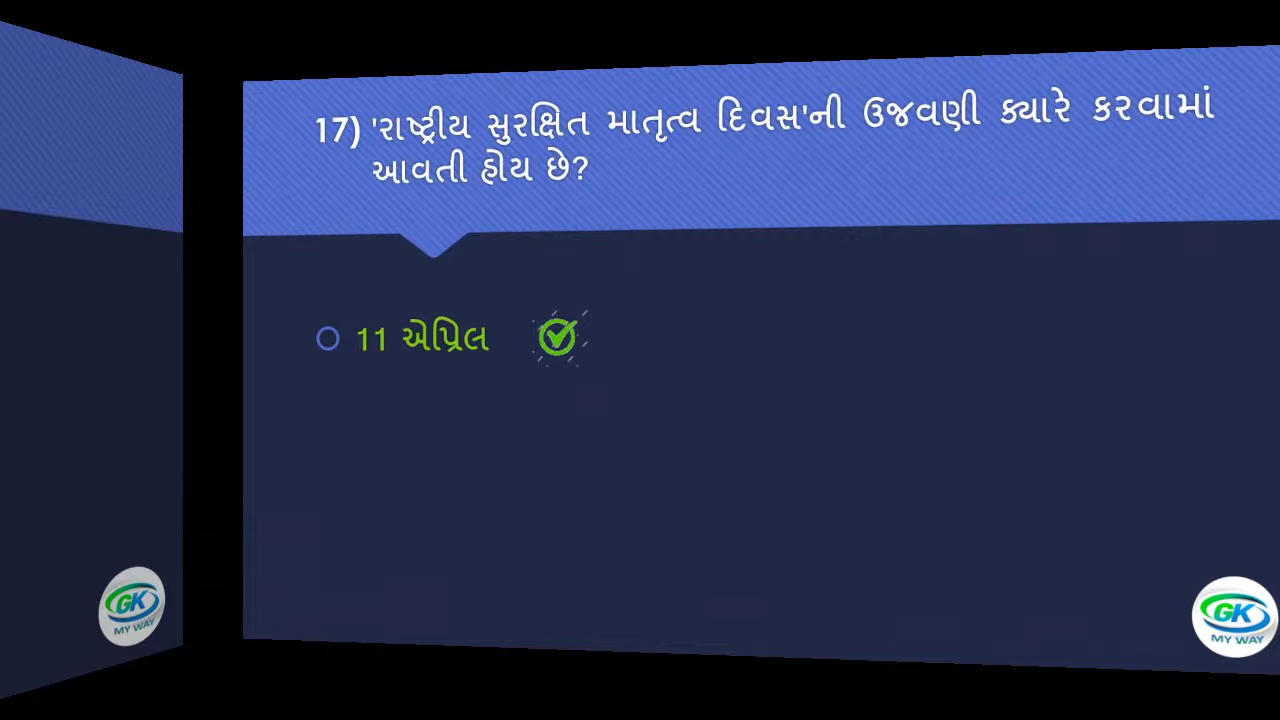 17) 'રાષ્ટ્રીય સુરક્ષિત માતૃત્વ દિવસ'ની ઉજવણી ક્યારે કરવામાં
આવતી હોય છે?
11 એપ્રિલ
GK
MY WAY
GK
MY WAY